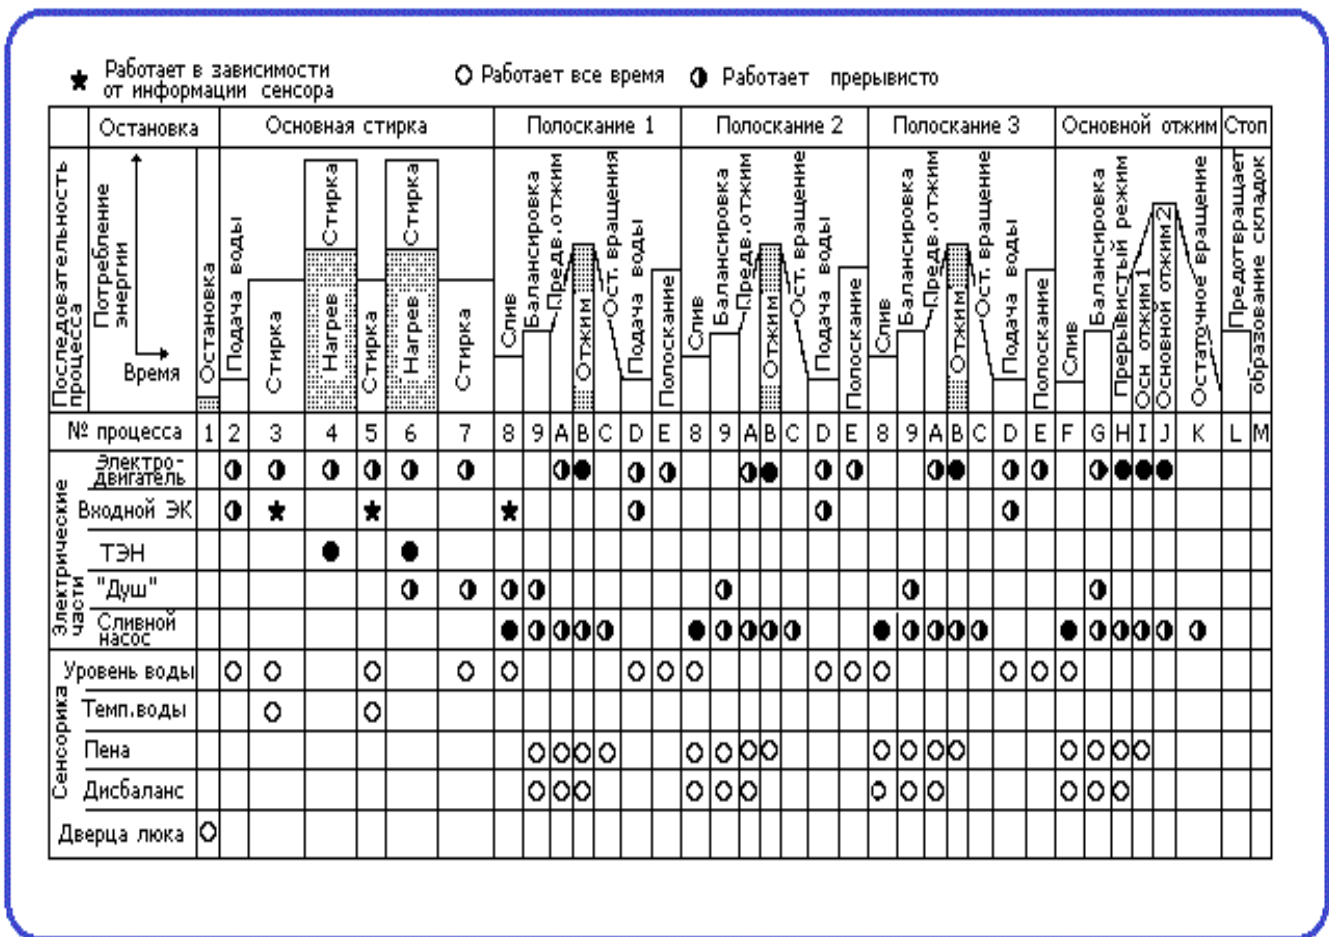 Работает в зависимости
от информации сенсора
Работает все время
Работает прерывисто
Остановка
Основная стирка
Полоскание 1
Полоскание 2
Полоскание 3
Основной отжим
Стоп
Последовательность
процесса
Потребление
энергии
Время
Остановка
Подача воды
Стирка
Нагрев
Стирка
Стирка
Нагрев
Стирка
Стирка
Слив
Балансировка
Предв.отжим
Отжим
Ост. вращения
Подача воды
Полоскание
Слив
Балансировка
Предв.отжим
Отжим
Ост. вращение
Подача воды
Полоскание
Слив
Балансировка
Предв.отжим
Отжим
Ост. вращение
Подача воды
Полоскание
Слив
Балансировка
Прерывистый режим
Осн отжим 1
Основной отжим 2
Остаточное вращение
Предотвращает
образование складок
№ процесса 1 2 3 4 5 6 7 8 9 A B C D E 8 9 A B C D E 8 9 A B C D E F G H I J K L M
Электрические
части
Электро-
двигатель
Входной ЭК
ТЭН
"Душ"
Сливной
насос
Сенсорика
Уровень воды
Темп.воды
Пена
Дисбаланс
Дверца люка